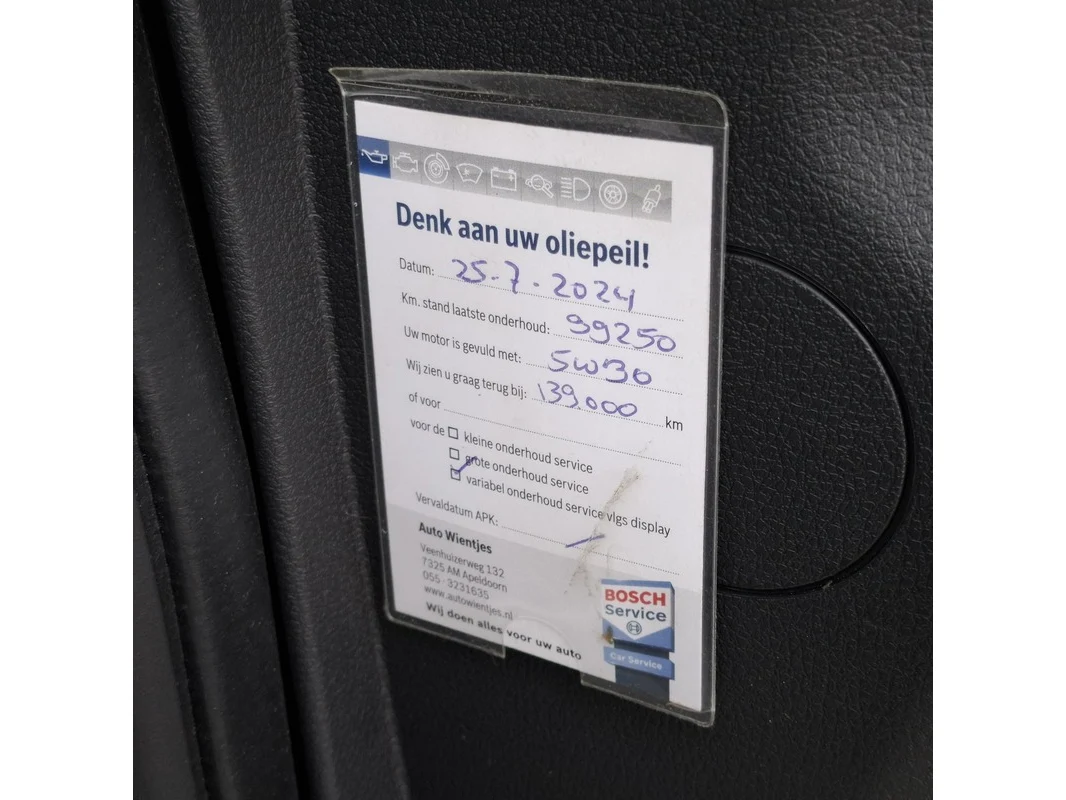 Denk aan uw oliepeil!
Datum: 25-7-2024
Km. stand laatste onderhoud: 99250
Uw motor is gevuld met: 5W30
Wij zien u graag terug bij: 139.000 km
of voor
voor de kleine onderhoud service
grote onderhoud service
variabel onderhoud service vlgs display
Vervaldatum APK:
Auto Wientjes
Veenhuizerweg 132
7325 AM Apeldoorn
055 - 3231635
www.autowientjes.nl
Wij doen alles voor uw auto
BOSCH
Service
Car Service